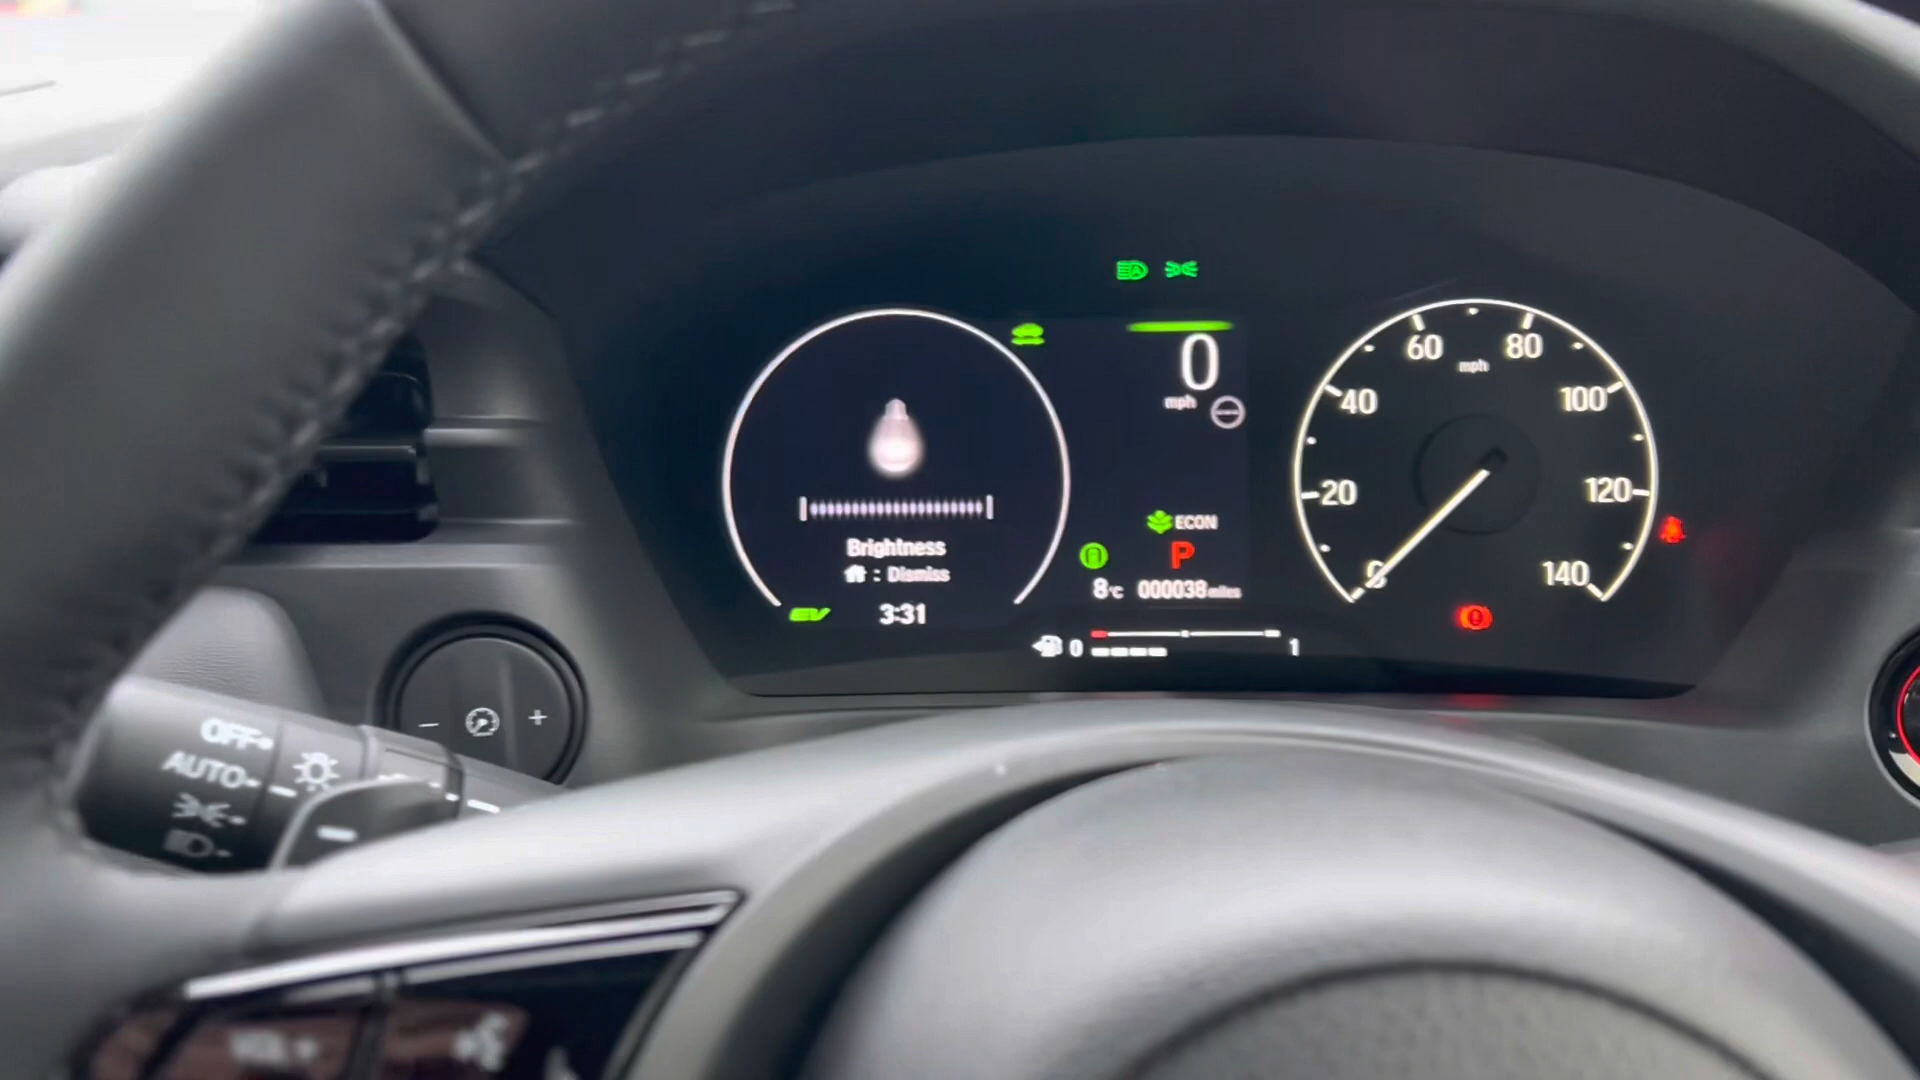 0
mph
Brightness
: Dismiss
3:31
ECON
P
8°C 000038 miles
0 1
60 80
mph
40 100
20 120
0 140
- +
OFF
AUTO
VOL+